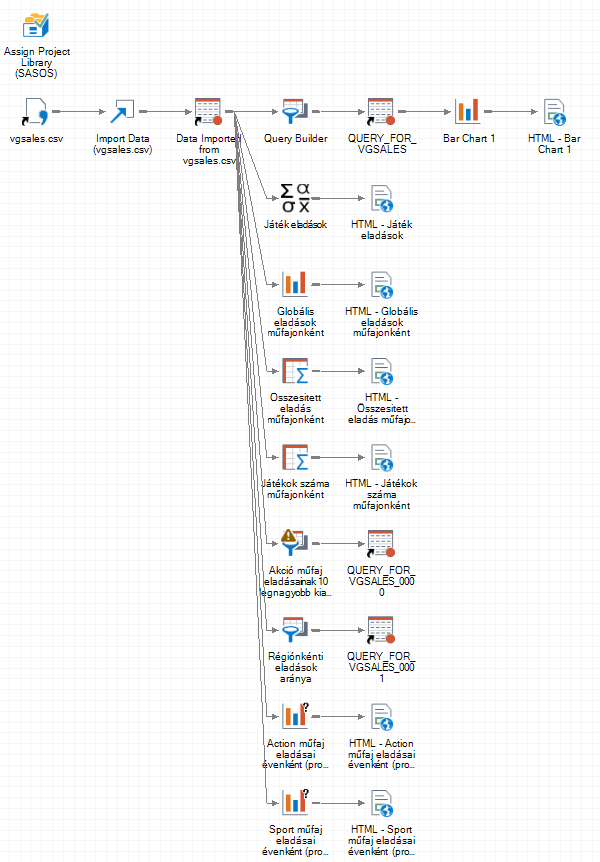 Assign Project
Library
(SASOS)
vgsales.csv
Import Data
(vgsales.csv)
Data Imported
from
vgsales.csv
Query Builder
QUERY_FOR_
VGSALES
Bar Chart 1
HTML - Bar
Chart 1
Játék eladások
HTML - Játék
eladások
Globális
eladások
műfajonként
HTML - Globális
eladások
műfajonként
Összesített
eladás
műfajonként
HTML -
Összesített
eladás műfajo...
Játékok száma
műfajonként
HTML - Játékok
száma
műfajonként
Akció műfaj
eladásainak 10
legnagyobb kia...
QUERY_FOR_
VGSALES_000
0
Régiónkénti
eladások
aránya
QUERY_FOR_
VGSALES_000
1
Action műfaj
eladásai
évenként (pro...
HTML - Action
műfaj eladásai
évenként (pro...
Sport műfaj
eladásai
évenként (pro...
HTML - Sport
műfaj eladásai
évenként (pro...